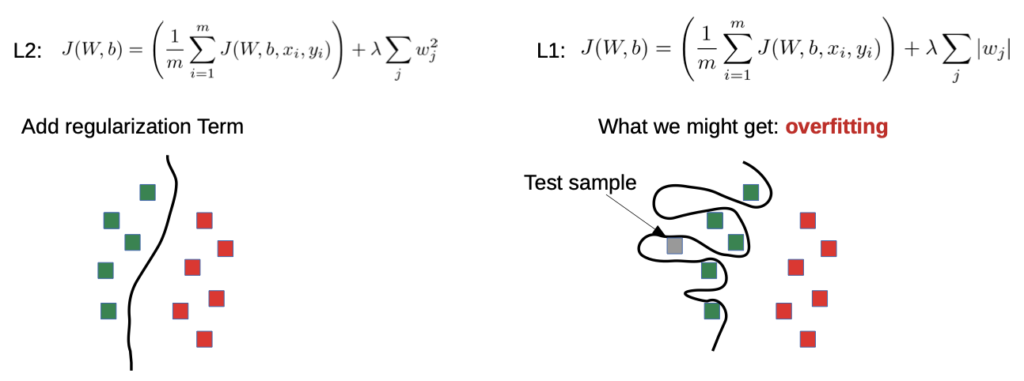 L2: J(W, b) = ( 1/m ∑_{i=1}^{m} J(W, b, x_i, y_i) ) + λ ∑_j w_j^2
L1: J(W, b) = ( 1/m ∑_{i=1}^{m} J(W, b, x_i, y_i) ) + λ ∑_j |w_j|
Add regularization Term
What we might get: overfitting
Test sample